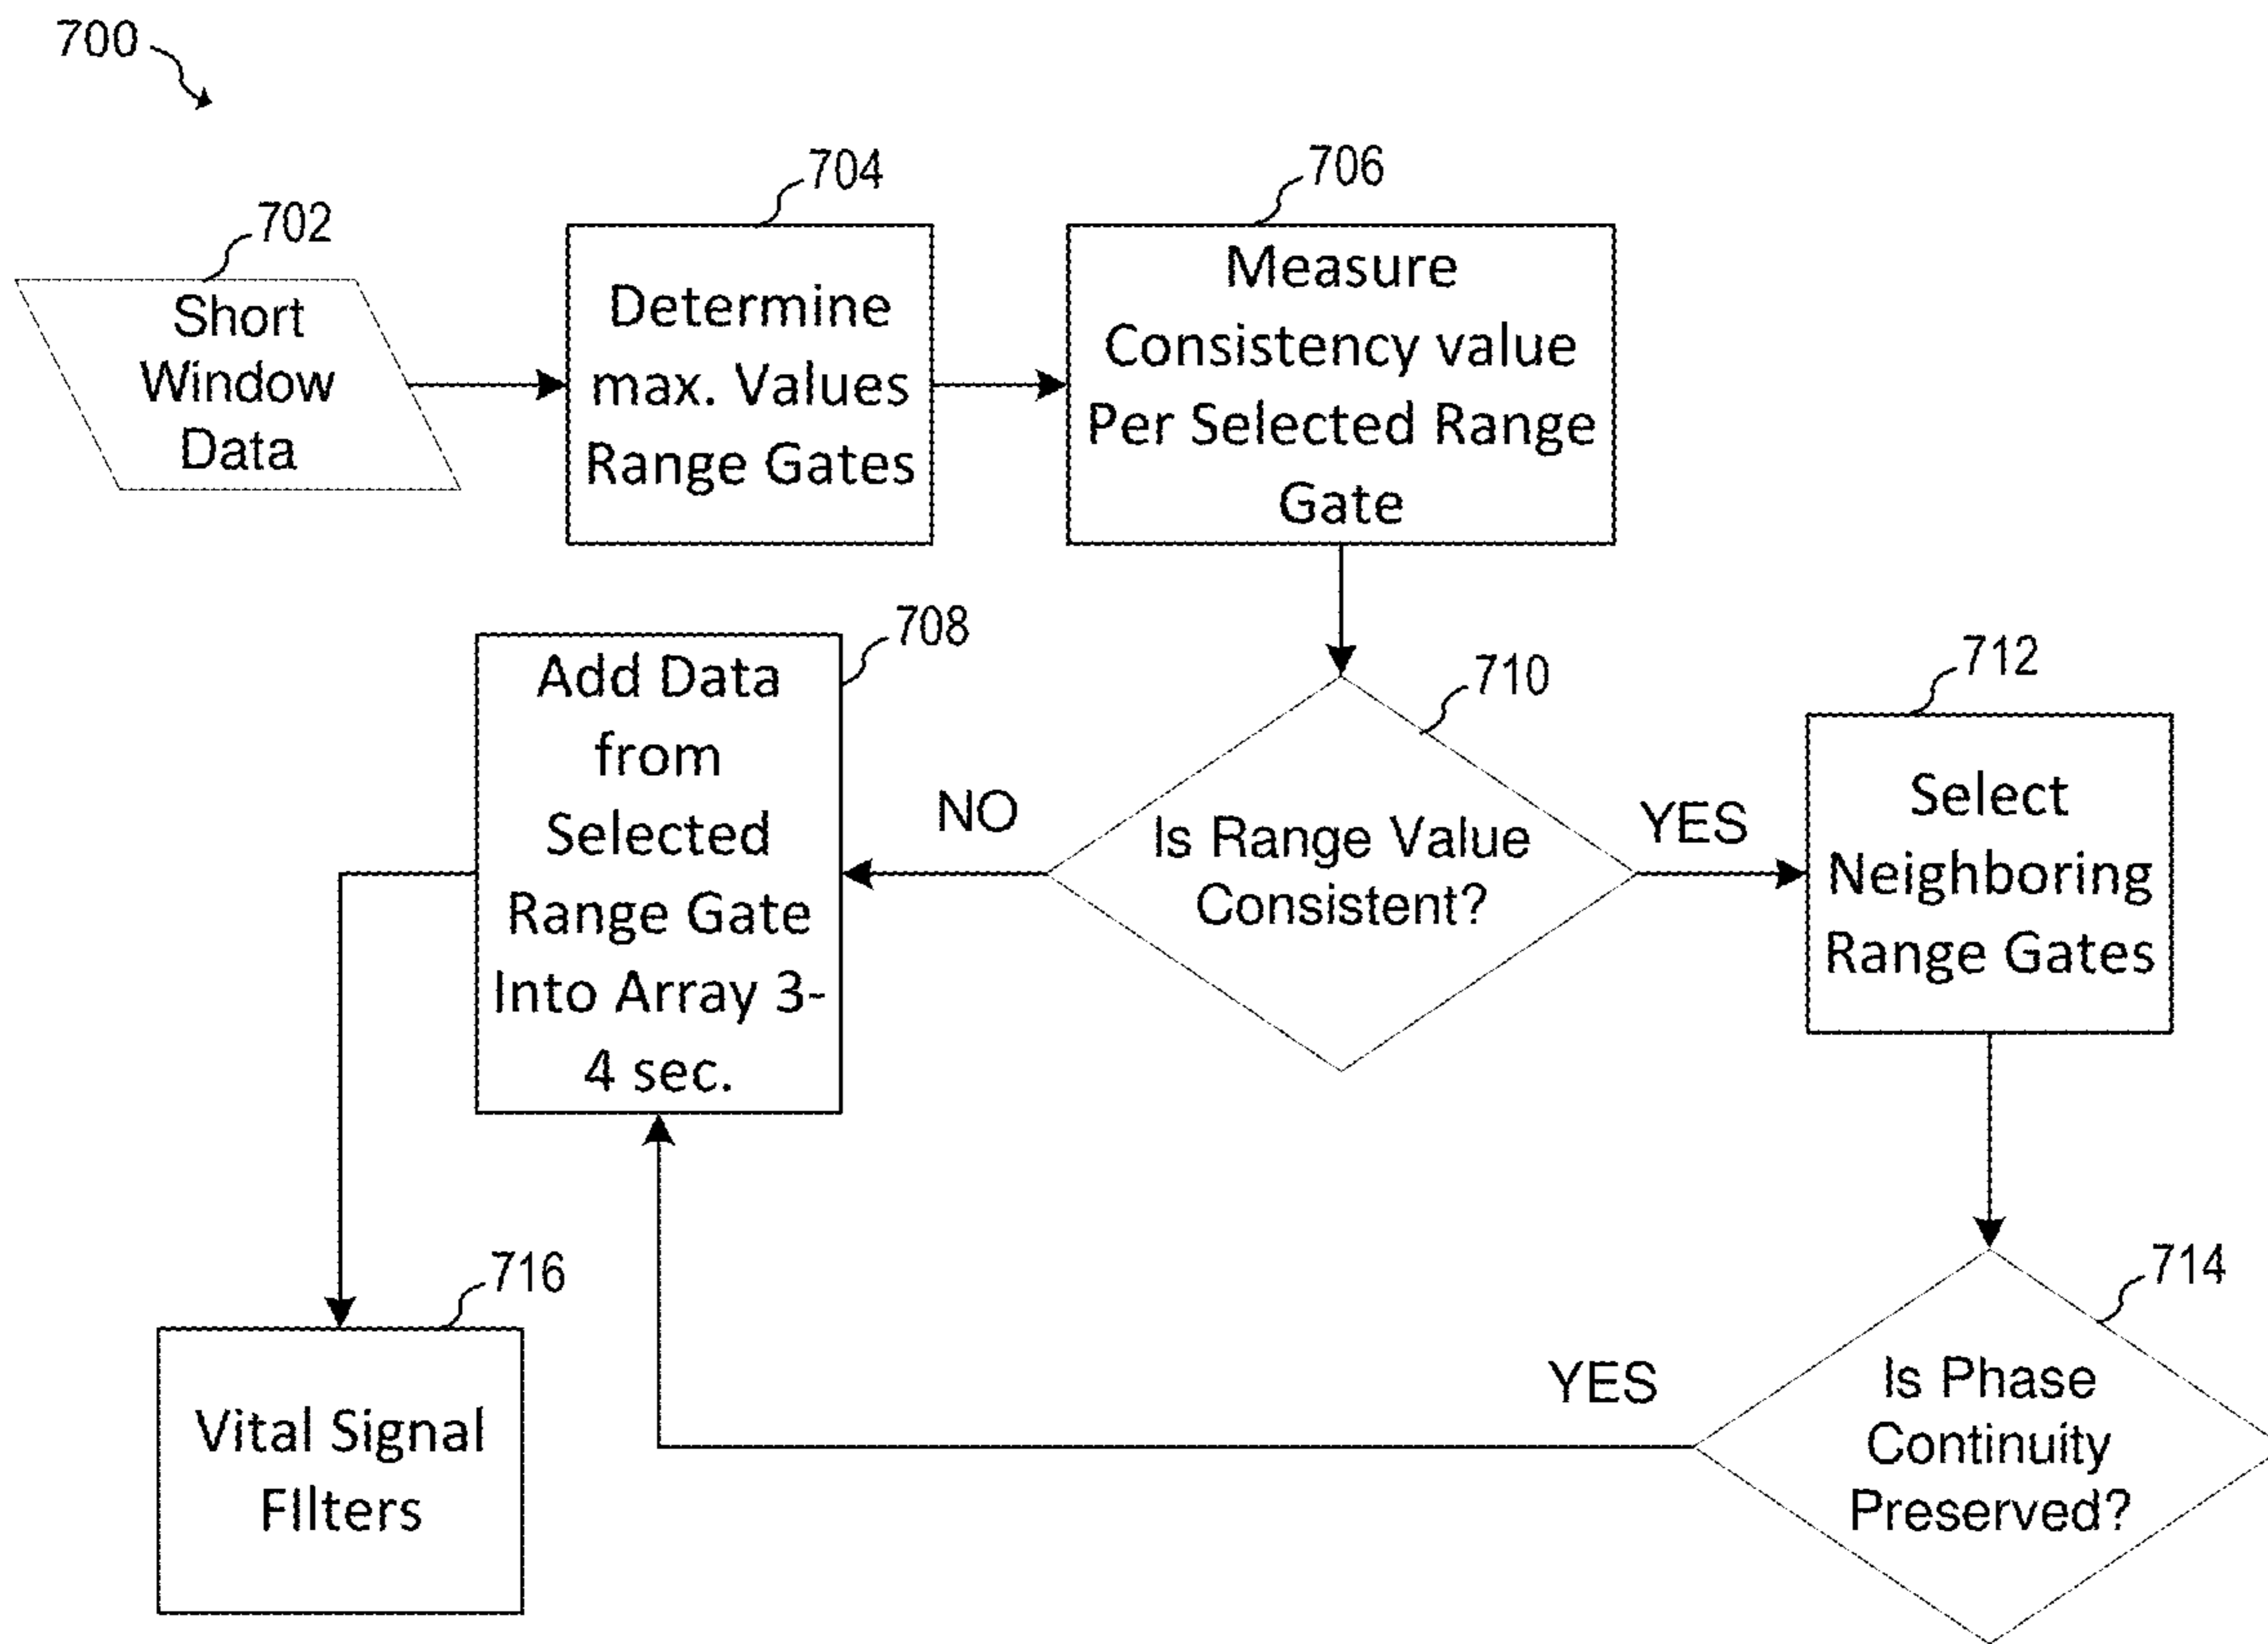 700
702
Short
Window
Data
704
Determine
max. Values
Range Gates
706
Measure
Consistency value
Per Selected Range
Gate
708
Add Data
from
Selected
Range Gate
Into Array 3-
4 sec.
NO
710
Is Range Value
Consistent?
YES
712
Select
Neighboring
Range Gates
714
Is Phase
Continuity
Preserved?
YES
716
Vital Signal
FIlters